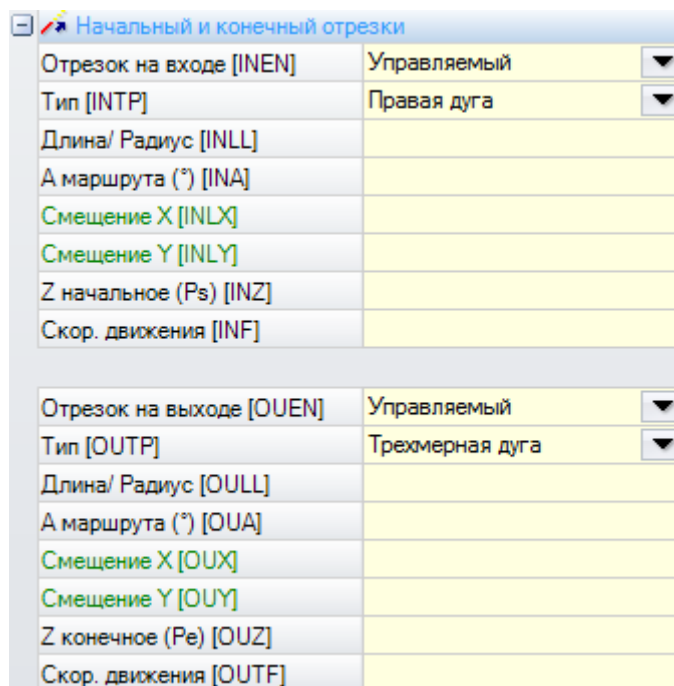 Начальный и конечный отрезки
Отрезок на входе [INEN] Управляемый
Тип [INTP] Правая дуга
Длина/ Радиус [INLL]
А маршрута (°) [INA]
Смещение X [INLX]
Смещение Y [INLY]
Z начальное (Ps) [INZ]
Скор. движения [INF]
Отрезок на выходе [OUEN] Управляемый
Тип [OUTP] Трехмерная дуга
Длина/ Радиус [OULL]
А маршрута (°) [OUA]
Смещение X [OUX]
Смещение Y [OUY]
Z конечное (Pe) [OUZ]
Скор. движения [OUTF]